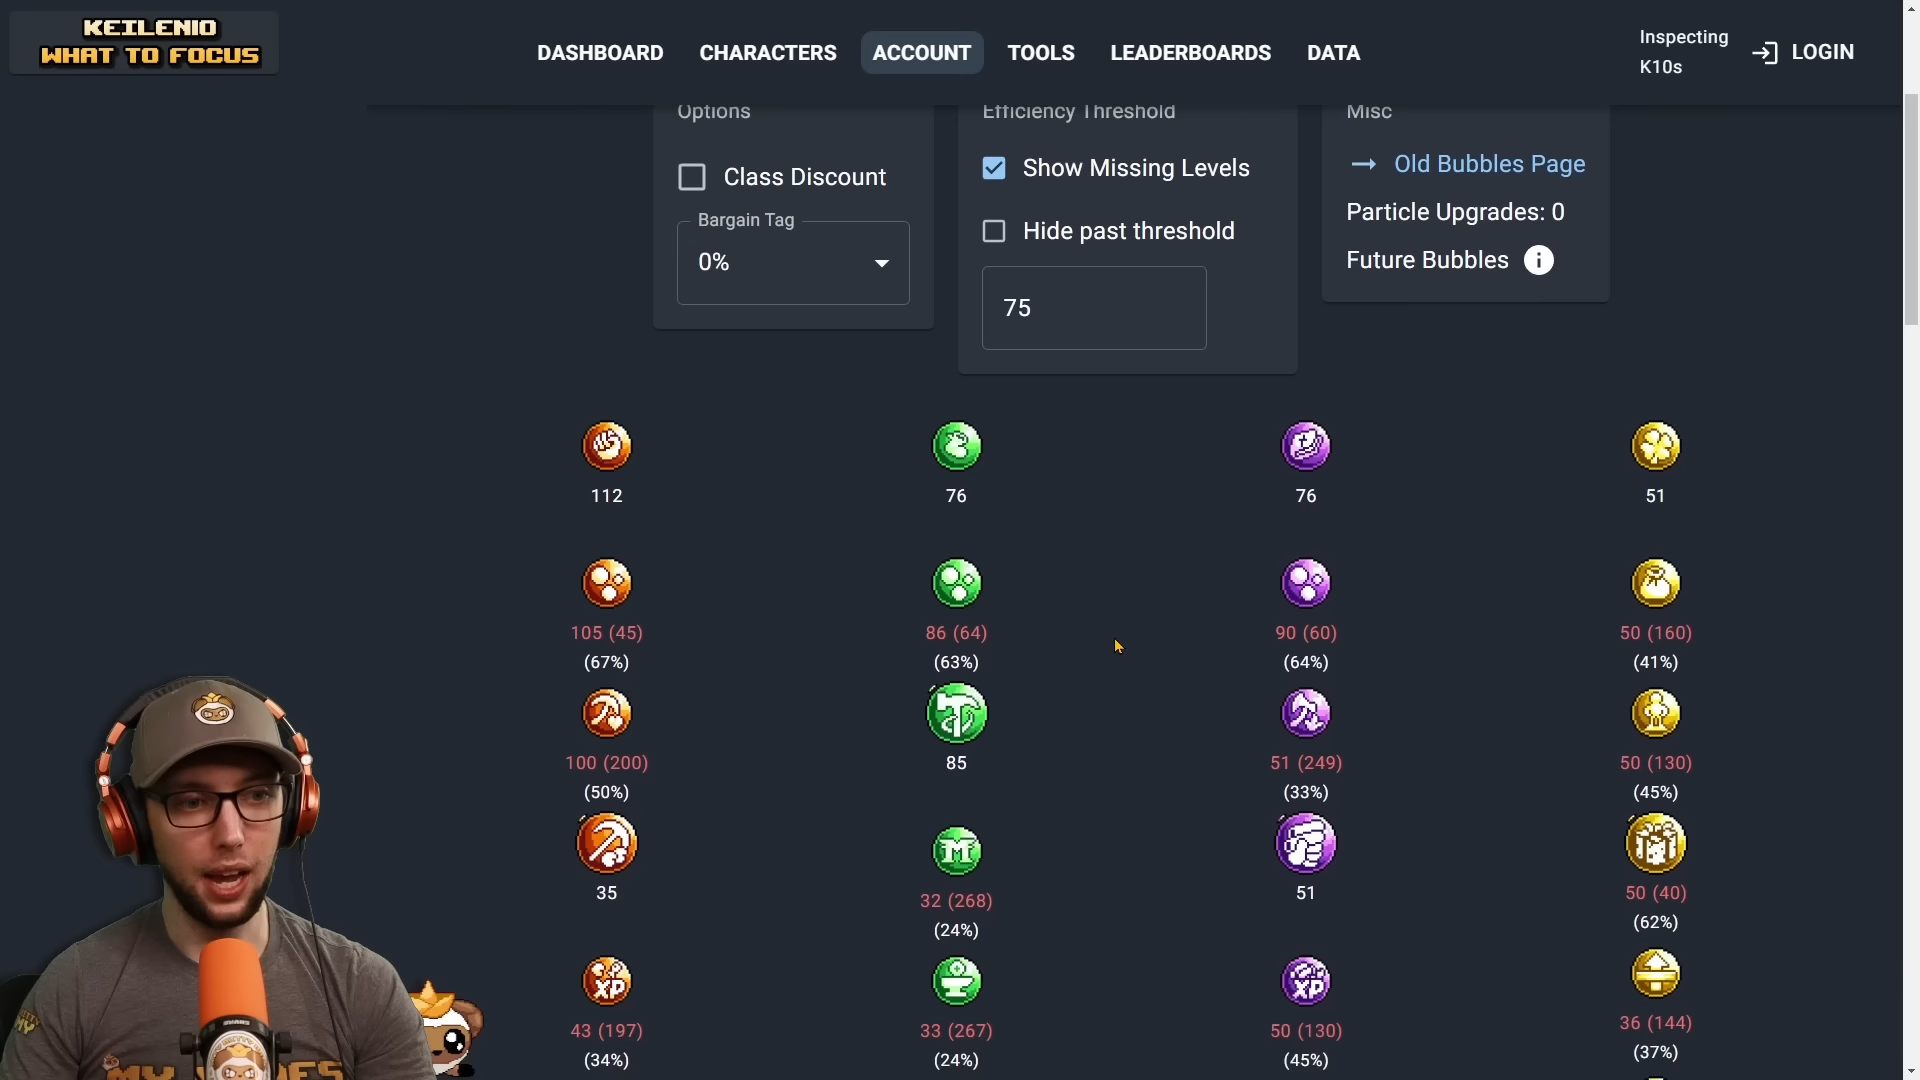 KEILENIO
WHAT TO FOCUS
DASHBOARD
CHARACTERS
ACCOUNT
TOOLS
LEADERBOARDS
DATA
Inspecting
K10s
LOGIN
Options
Class Discount
Bargain Tag
0%
Efficiency Threshold
Show Missing Levels
Hide past threshold
75
Misc
Old Bubbles Page
Particle Upgrades: 0
Future Bubbles i
112
76
76
51
105 (45)
(67%)
86 (64)
(63%)
90 (60)
(64%)
50 (160)
(41%)
100 (200)
(50%)
85
51 (249)
(33%)
50 (130)
(45%)
35
M
32 (268)
(24%)
51
50 (40)
(62%)
XP
43 (197)
(34%)
33 (267)
(24%)
XP
50 (130)
(45%)
36 (144)
(37%)